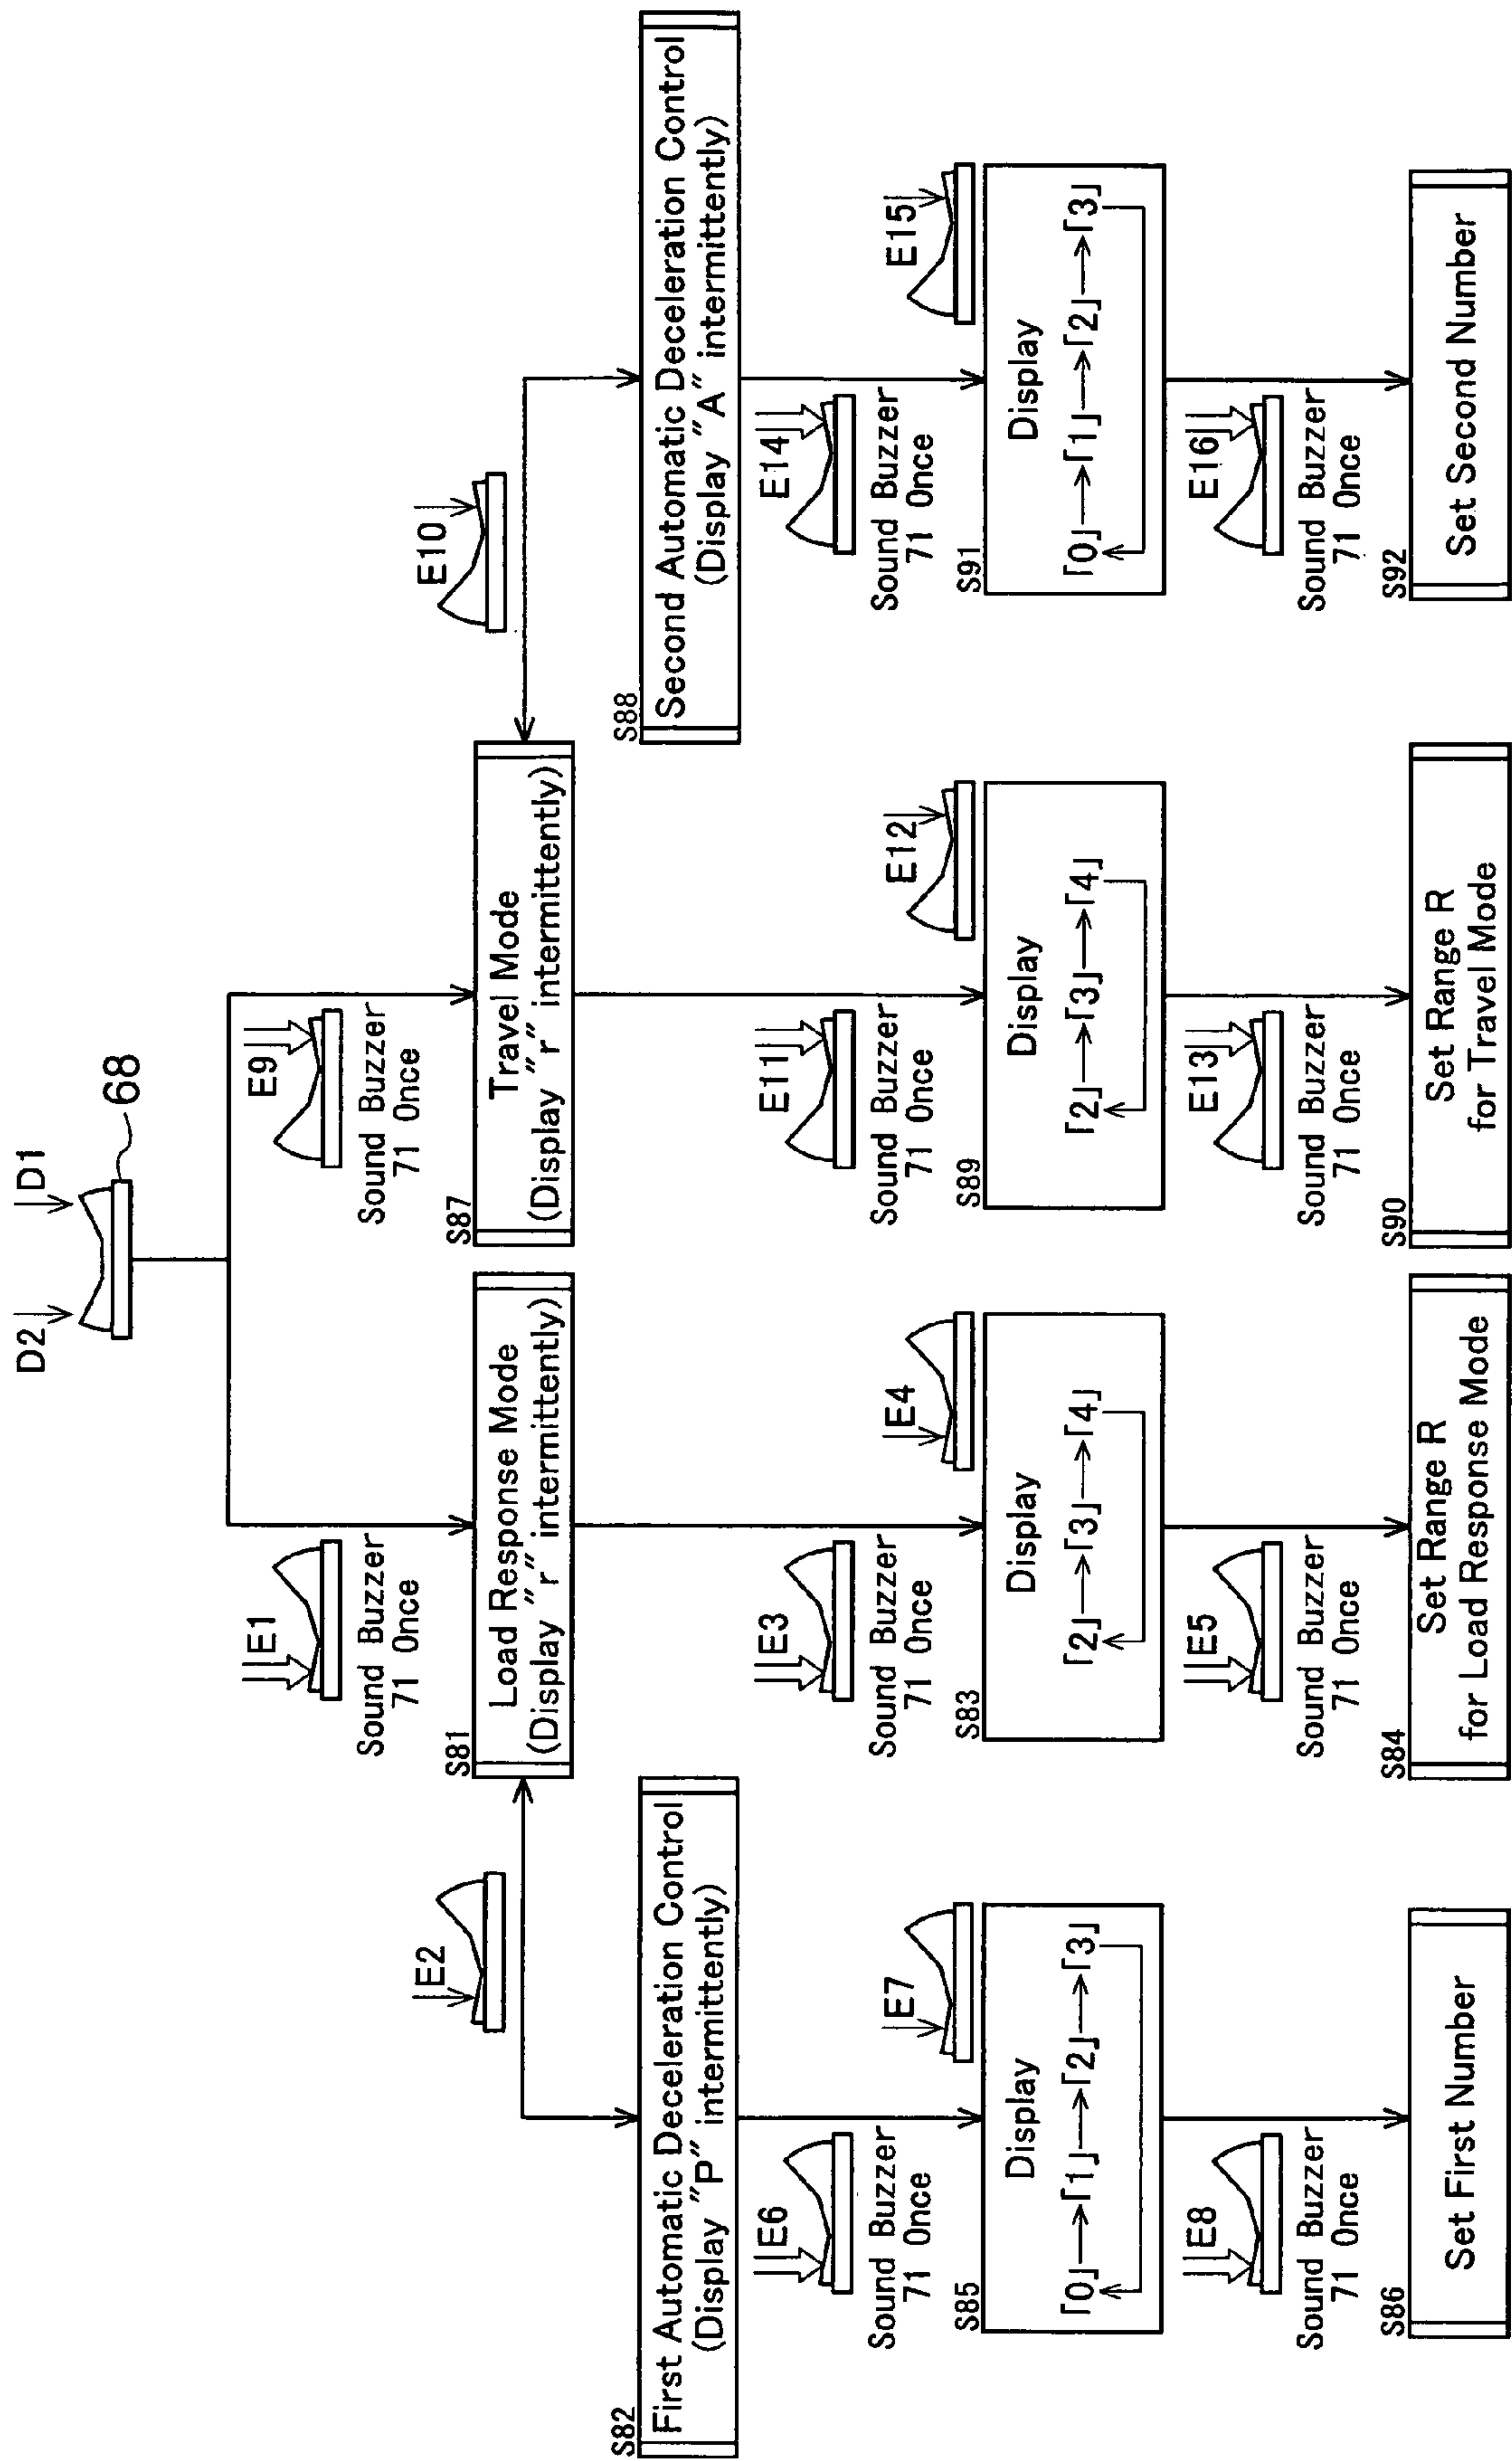 D2
D1
68
E1
Sound Buzzer
71 Once
E9
Sound Buzzer
71 Once
E2
S81
Load Response Mode
(Display "r" intermittently)
S87
Travel Mode
(Display "r" intermittently)
E10
S82
First Automatic Deceleration Control
(Display "P" intermittently)
S88
Second Automatic Deceleration Control
(Display "A" intermittently)
E6
Sound Buzzer
71 Once
E7
E3
Sound Buzzer
71 Once
E4
E11
Sound Buzzer
71 Once
E12
E14
Sound Buzzer
71 Once
E15
S85
Display
「0」→「1」→「2」→「3」
S83
Display
「2」→「3」→「4」
S89
Display
「2」→「3」→「4」
S91
Display
「0」→「1」→「2」→「3」
E8
Sound Buzzer
71 Once
E5
Sound Buzzer
71 Once
E13
Sound Buzzer
71 Once
E16
Sound Buzzer
71 Once
S86
Set First Number
S84
Set Range R
for Load Response Mode
S90
Set Range R
for Travel Mode
S92
Set Second Number